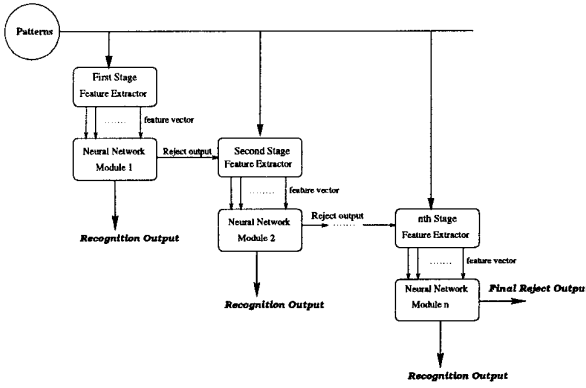 Patterns
First Stage
Feature Extractor
........ feature vector
Neural Network
Module 1
Reject output
Recognition Output
Second Stage
Feature Extractor
........ feature vector
Neural Network
Module 2
Reject output
........
Recognition Output
nth Stage
Feature Extractor
....... feature vector
Neural Network
Module n
Final Reject Outpu
Recognition Output